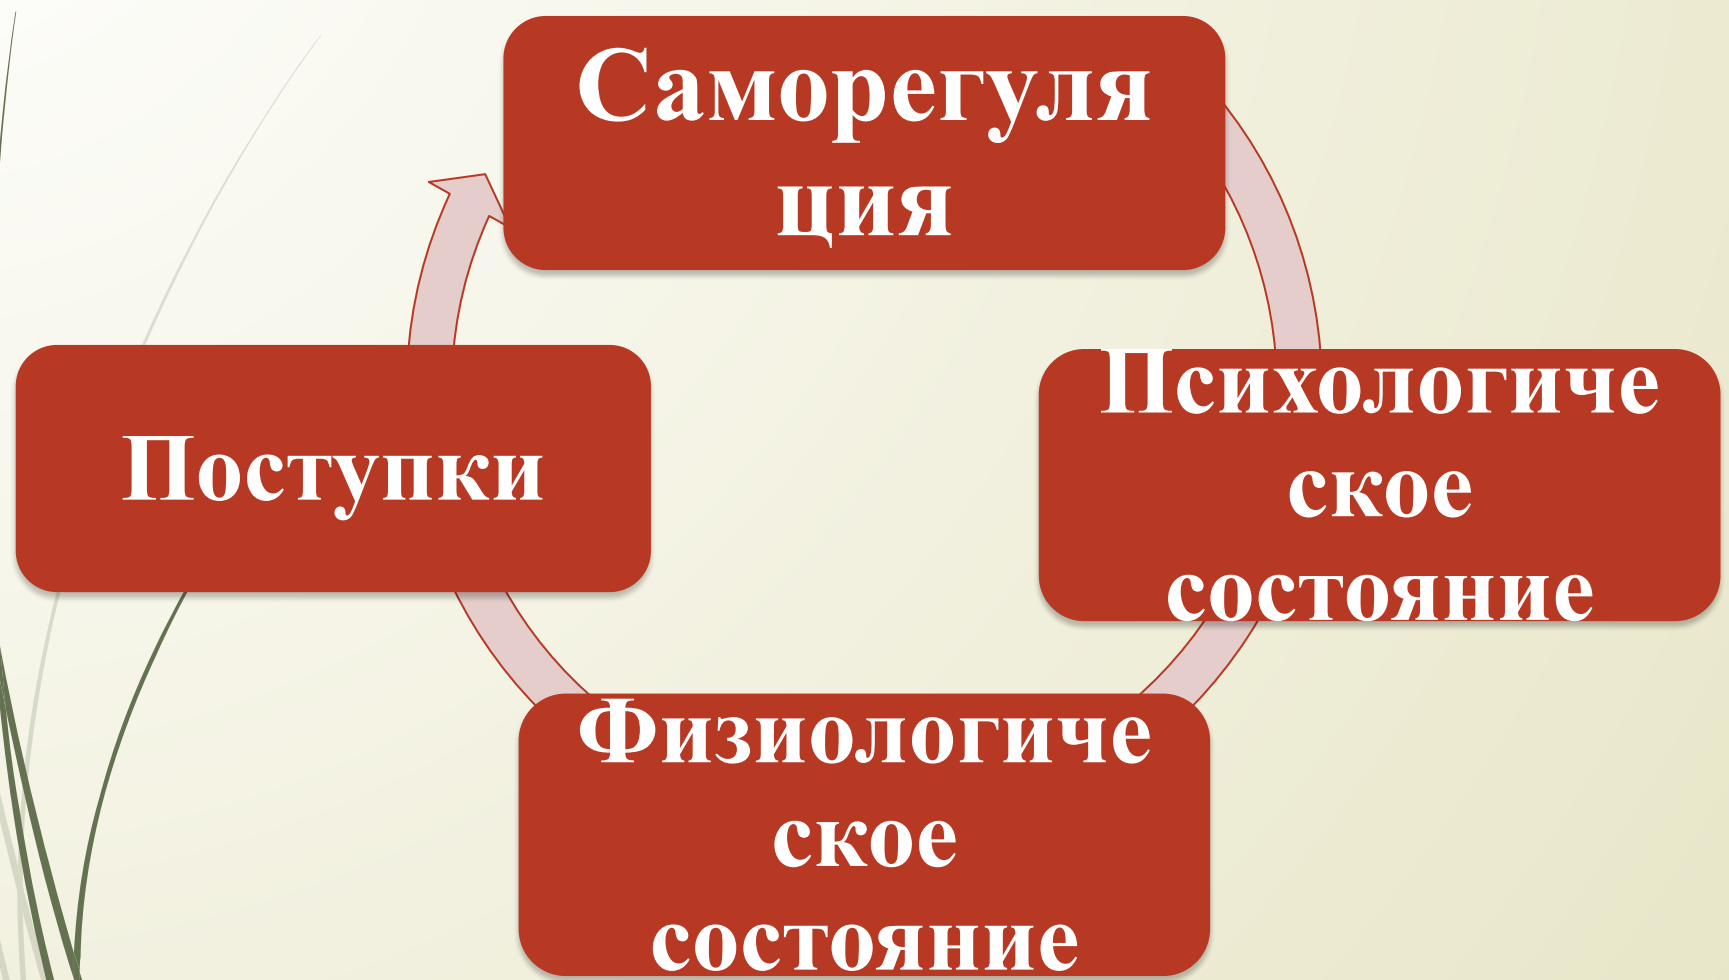 Саморегуля
ция
Психологиче
ское
состояние
Физиологиче
ское
состояние
Поступки